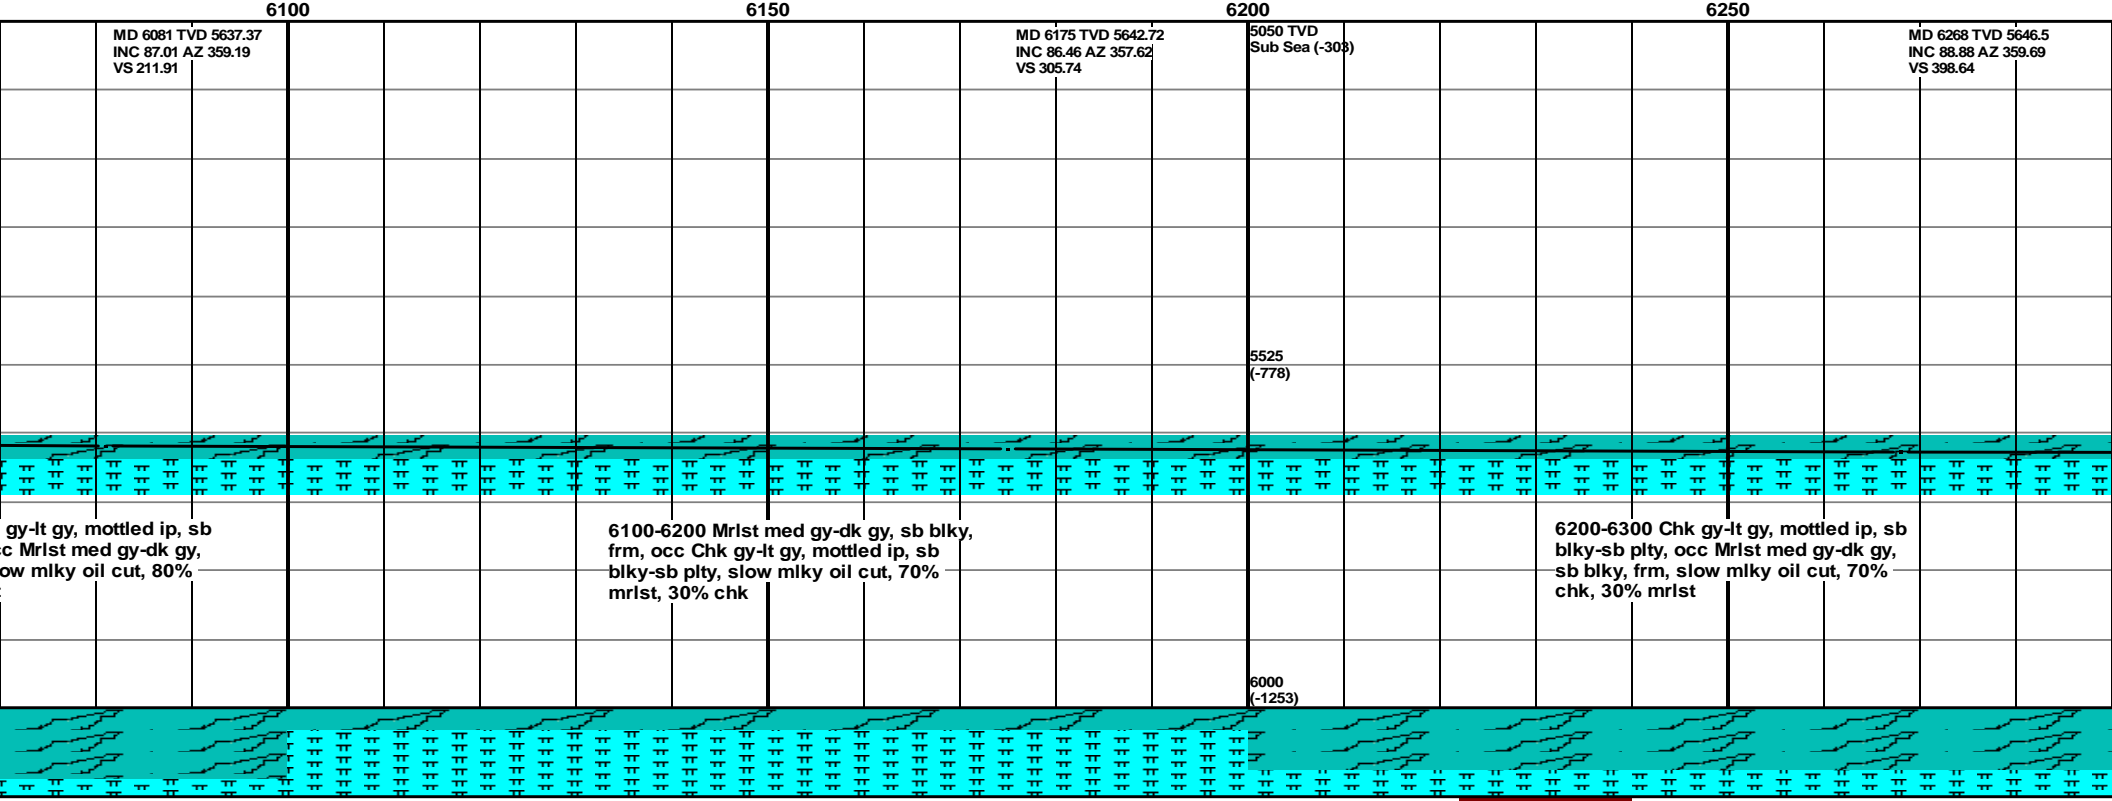 6100 6150 6200 6250
MD 6081 TVD 5637.37
INC 87.01 AZ 359.19
VS 211.91
MD 6175 TVD 5642.72
INC 86.46 AZ 357.62
VS 305.74
5050 TVD
Sub Sea (-303)
MD 6268 TVD 5646.5
INC 88.88 AZ 359.69
VS 398.64
5525
(-778)
gy-lt gy, mottled ip, sb
Mrlst med gy-dk gy,
mlky oil cut, 80%
6100-6200 Mrlst med gy-dk gy, sb blky,
frm, occ Chk gy-lt gy, mottled ip, sb
blky-sb plty, slow mlky oil cut, 70%
mrlst, 30% chk
6200-6300 Chk gy-lt gy, mottled ip, sb
blky-sb plty, occ Mrlst med gy-dk gy,
sb blky, frm, slow mlky oil cut, 70%
chk, 30% mrlst
6000
(-1253)